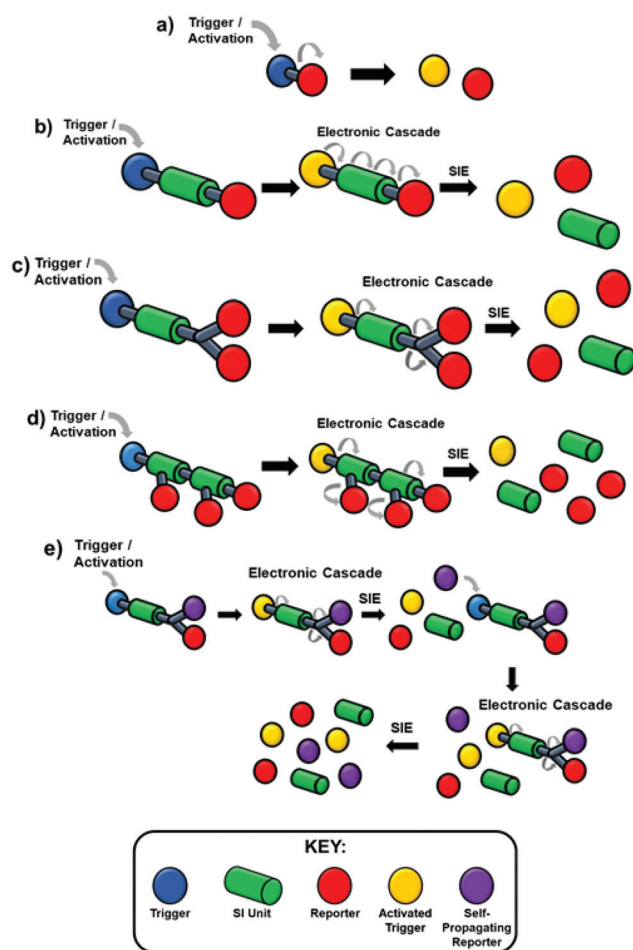 a)
Trigger /
Activation
b)
Trigger /
Activation
Electronic Cascade
SIE
c)
Trigger /
Activation
Electronic Cascade
SIE
d)
Trigger /
Activation
Electronic Cascade
SIE
e)
Trigger /
Activation
Electronic Cascade
SIE
Electronic Cascade
SIE
KEY:
Trigger
SI Unit
Reporter
Activated
Trigger
Self-
Propagating
Reporter